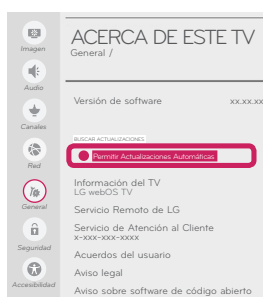 ACERCA DE ESTE TV
General /
Imagen
Audio
Canales
Red
General
Seguridad
Accesibilidad
Versión de software xx.xx.xx
BUSCAR ACTUALIZACIONES
Permitir Actualizaciones Automáticas
Información del TV
LG webOS TV
Servicio Remoto de LG
Servicio de Atención al Cliente
x-xxx-xxx-xxxx
Acuerdos del usuario
Aviso legal
Aviso sobre software de código abierto